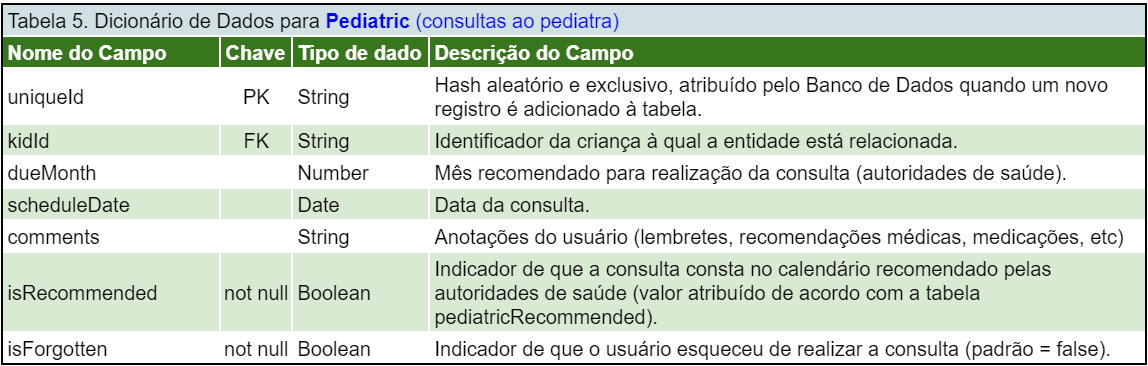 Tabela 5. Dicionário de Dados para Pediatric (consultas ao pediatra)
Nome do Campo Chave Tipo de dado Descrição do Campo
uniqueId PK String Hash aleatório e exclusivo, atribuído pelo Banco de Dados quando um novo
registro é adicionado à tabela.
kidId FK String Identificador da criança à qual a entidade está relacionada.
dueMonth Number Mês recomendado para realização da consulta (autoridades de saúde).
scheduleDate Date Data da consulta.
comments String Anotações do usuário (lembretes, recomendações médicas, medicações, etc)
isRecommended not null Boolean Indicador de que a consulta consta no calendário recomendado pelas
autoridades de saúde (valor atribuído de acordo com a tabela
pediatricRecommended).
isForgotten not null Boolean Indicador de que o usuário esqueceu de realizar a consulta (padrão = false).